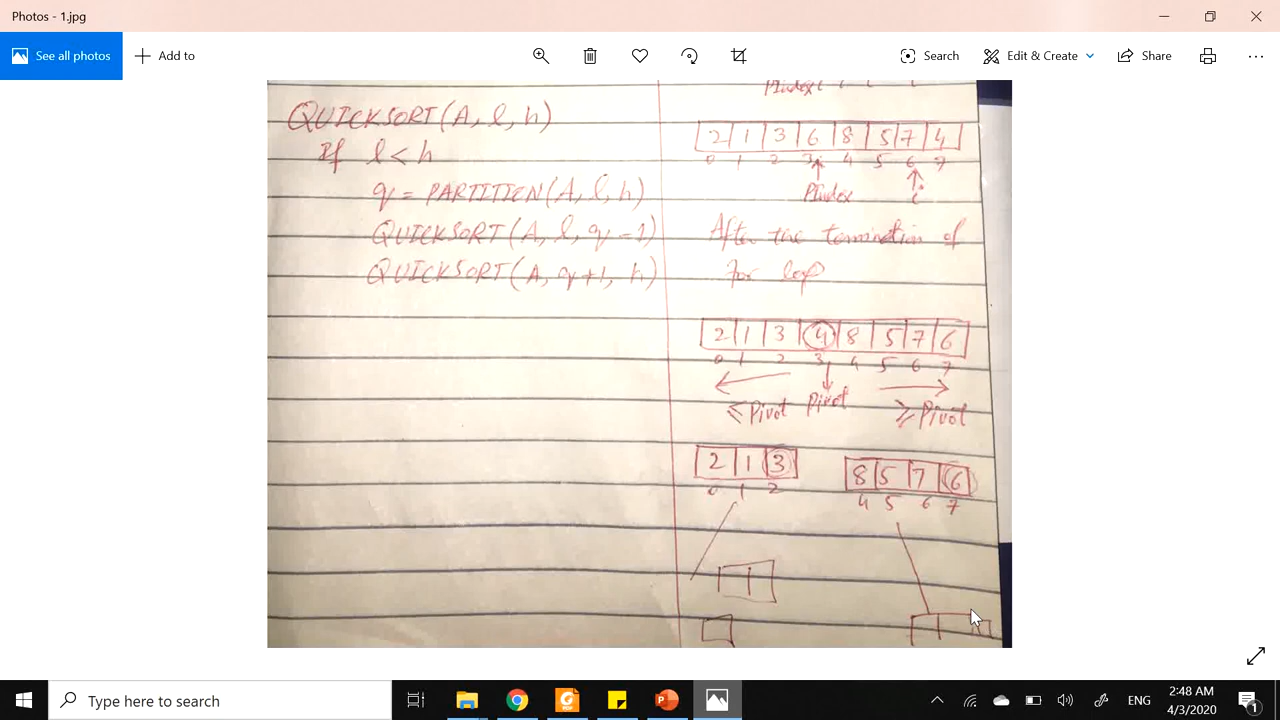 Photos - 1.jpg
See all photos
Add to
Search
Edit & Create
Share
QUICKSORT(A, l, h)
If l < h
q = PARTITIEN(A, l, h)
QUICKSORT(A, l, q-1)
QUICKSORT(A, q+1, h)
PIndex i i i i
2 1 3 6 8 5 7 4
0 1 2 3 4 5 6 7
PIndex i
After the termination of
for loop
2 1 3 4 8 5 7 6
0 1 2 3 4 5 6 7
≤ Pivot Pivot ≥ Pivot
2 1 3
0 1 2
8 5 7 6
4 5 6 7
Type here to search
ENG
2:48 AM
4/3/2020
1